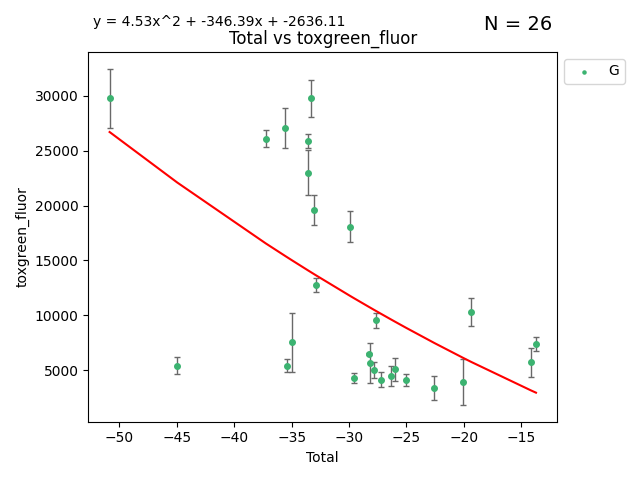 y = 4.53x^2 + -346.39x + -2636.11
N = 26
Total vs toxgreen_fluor
G
30000
25000
20000
15000
10000
5000
toxgreen_fluor
−50
−45
−40
−35
−30
−25
−20
−15
Total